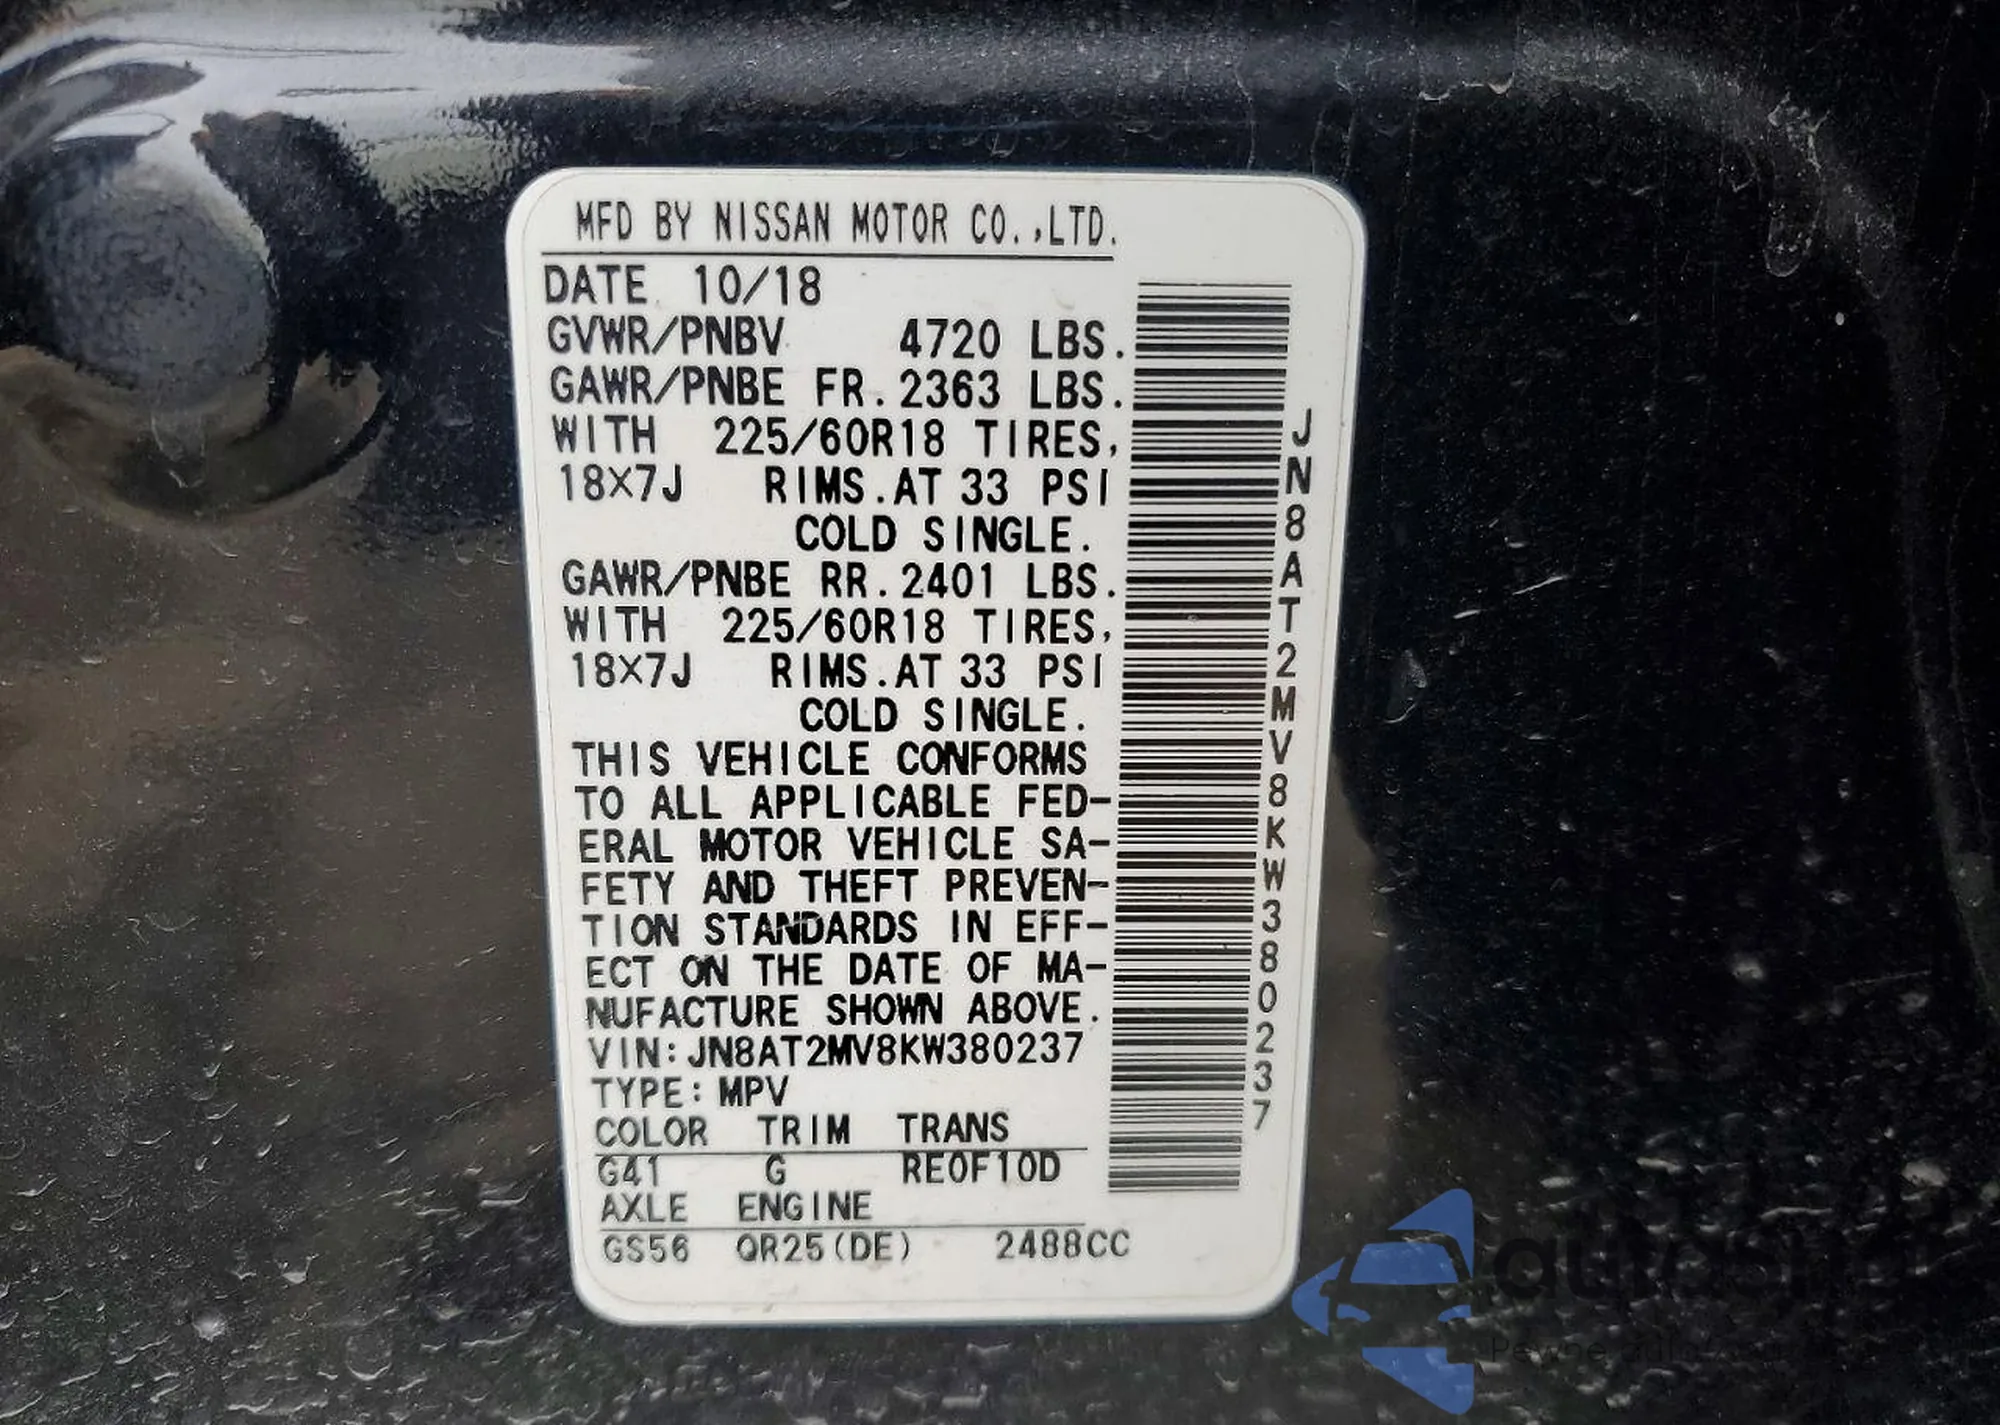 MFD BY NISSAN MOTOR CO.,LTD.
DATE 10/18
GVWR/PNBV 4720 LBS.
GAWR/PNBE FR. 2363 LBS.
WITH 225/60R18 TIRES,
18X7J RIMS.AT 33 PSI
COLD SINGLE.
GAWR/PNBE RR. 2401 LBS.
WITH 225/60R18 TIRES,
18X7J RIMS.AT 33 PSI
COLD SINGLE.
THIS VEHICLE CONFORMS
TO ALL APPLICABLE FED-
ERAL MOTOR VEHICLE SA-
FETY AND THEFT PREVEN-
TION STANDARDS IN EFF-
ECT ON THE DATE OF MA-
NUFACTURE SHOWN ABOVE.
VIN:JN8AT2MV8KW380237
TYPE:MPV
COLOR TRIM TRANS
G41 G RE0F10D
AXLE ENGINE
GS56 QR25(DE) 2488CC
JN8AT2MV8KW380237